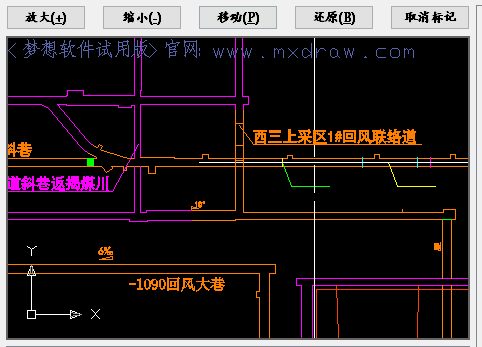 放大(+) 缩小(-) 移动(P) 还原(B) 取消标记
<梦想软件试用版> 官网: www.mxdraw.com
西三上采区1#回风联络道
斜巷
道斜巷返揭煤川
10°
6‰
Y
-1090回风大巷
X